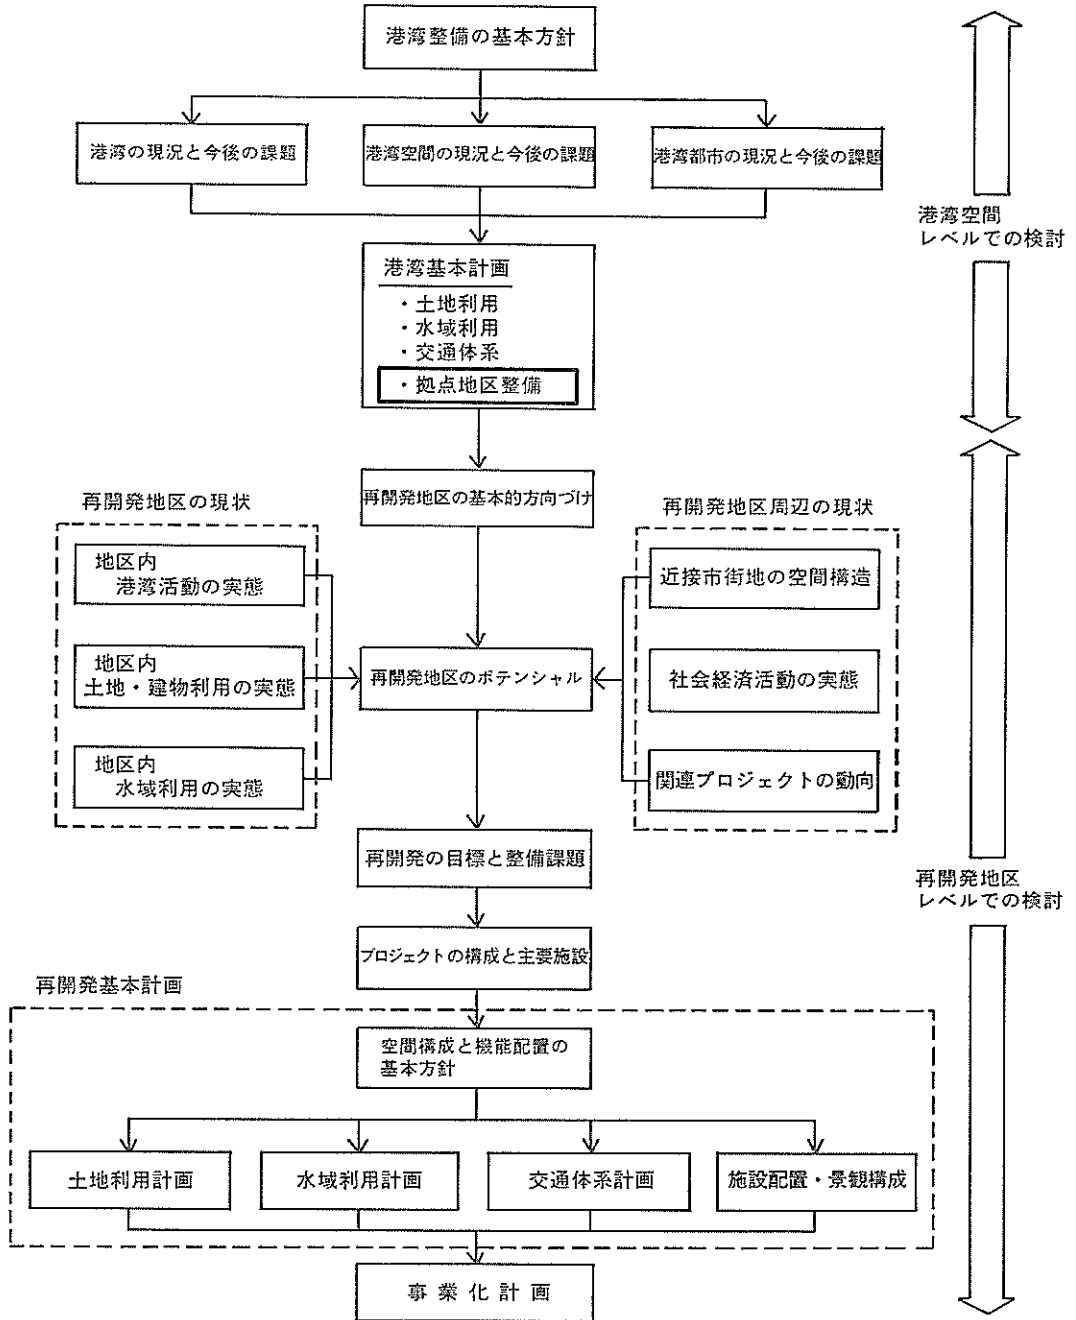 港湾整備の基本方針
港湾の現況と今後の課題
港湾空間の現況と今後の課題
港湾都市の現況と今後の課題
港湾空間
レベルでの検討
港湾基本計画
・土地利用
・水域利用
・交通体系
・拠点地区整備
再開発地区の基本的方向づけ
再開発地区の現状
地区内
港湾活動の実態
地区内
土地・建物利用の実態
地区内
水域利用の実態
再開発地区のポテンシャル
再開発地区周辺の現状
近接市街地の空間構造
社会経済活動の実態
関連プロジェクトの動向
再開発の目標と整備課題
再開発地区
レベルでの検討
プロジェクトの構成と主要施設
再開発基本計画
空間構成と機能配置の
基本方針
土地利用計画
水域利用計画
交通体系計画
施設配置・景観構成
事業化計画